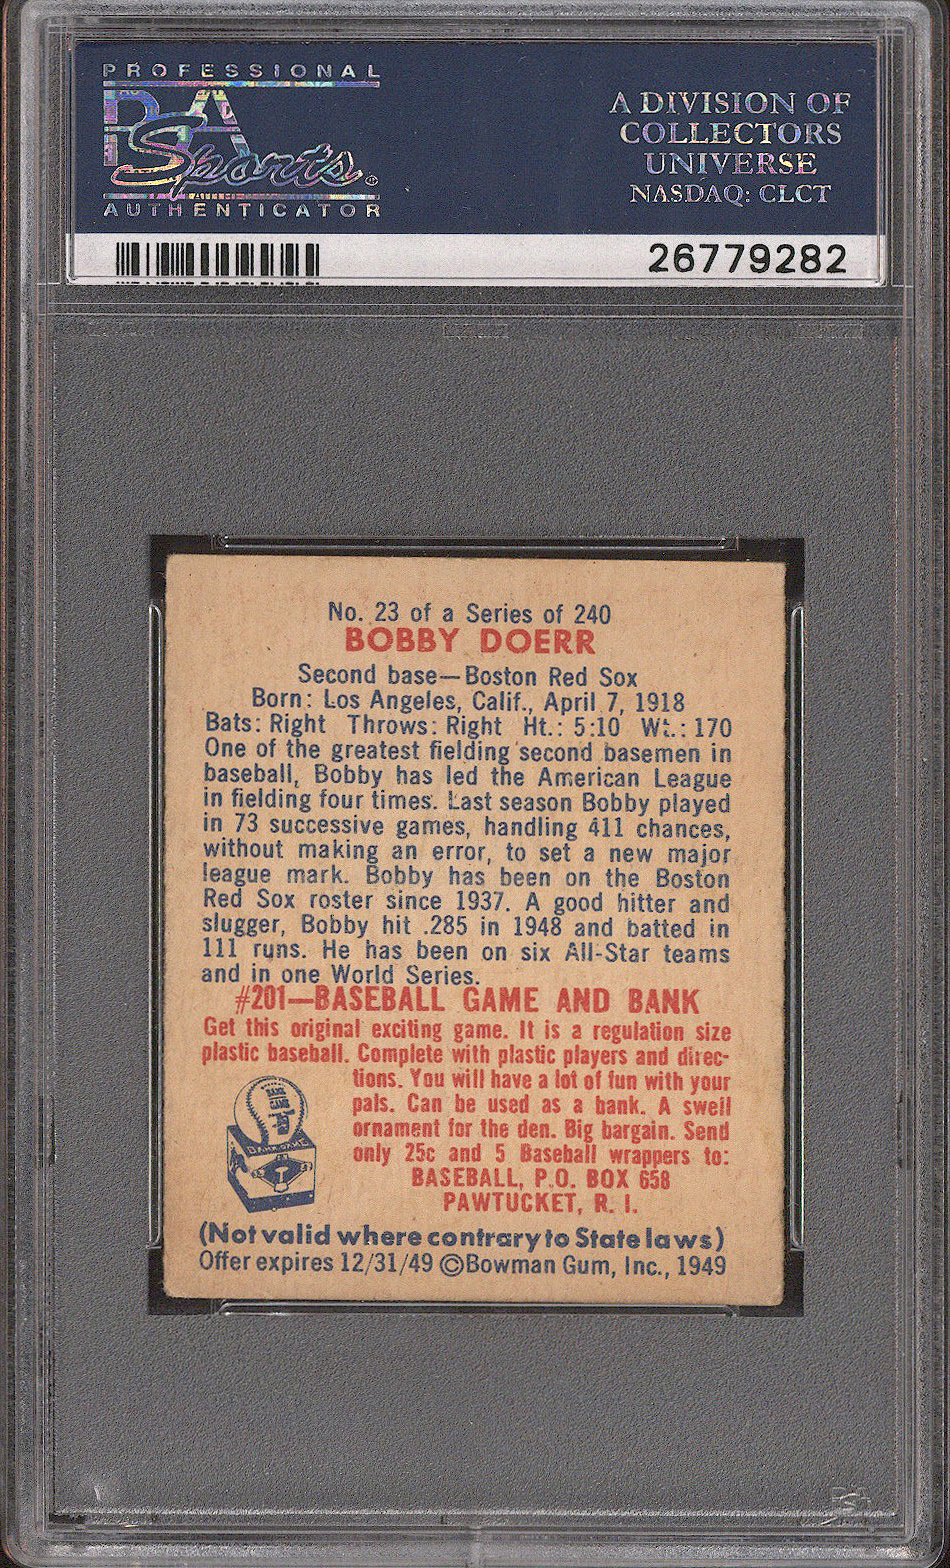 PROFESSIONAL
PSA
Sports
AUTHENTICATOR
A DIVISION OF
COLLECTORS
UNIVERSE
NASDAQ: CLCT
26779282
No. 23 of a Series of 240
BOBBY DOERR
Second base—Boston Red Sox
Born: Los Angeles, Calif., April 7, 1918
Bats: Right Throws: Right Ht.: 5:10 Wt.: 170
One of the greatest fielding second basemen in
baseball, Bobby has led the American League
in fielding four times. Last season Bobby played
in 73 successive games, handling 411 chances,
without making an error, to set a new major
league mark. Bobby has been on the Boston
Red Sox roster since 1937. A good hitter and
slugger, Bobby hit .285 in 1948 and batted in
111 runs. He has been on six All-Star teams
and in one World Series.
#201—BASEBALL GAME AND BANK
Get this original exciting game. It is a regulation size
plastic baseball. Complete with plastic players and direc-
tions. You will have a lot of fun with your
pals. Can be used as a bank. A swell
ornament for the den. Big bargain. Send
only 25c and 5 Baseball wrappers to:
BASEBALL, P.O. BOX 658
PAWTUCKET, R. I.
(Not valid where contrary to State laws)
Offer expires 12/31/49 ©Bowman Gum, Inc., 1949